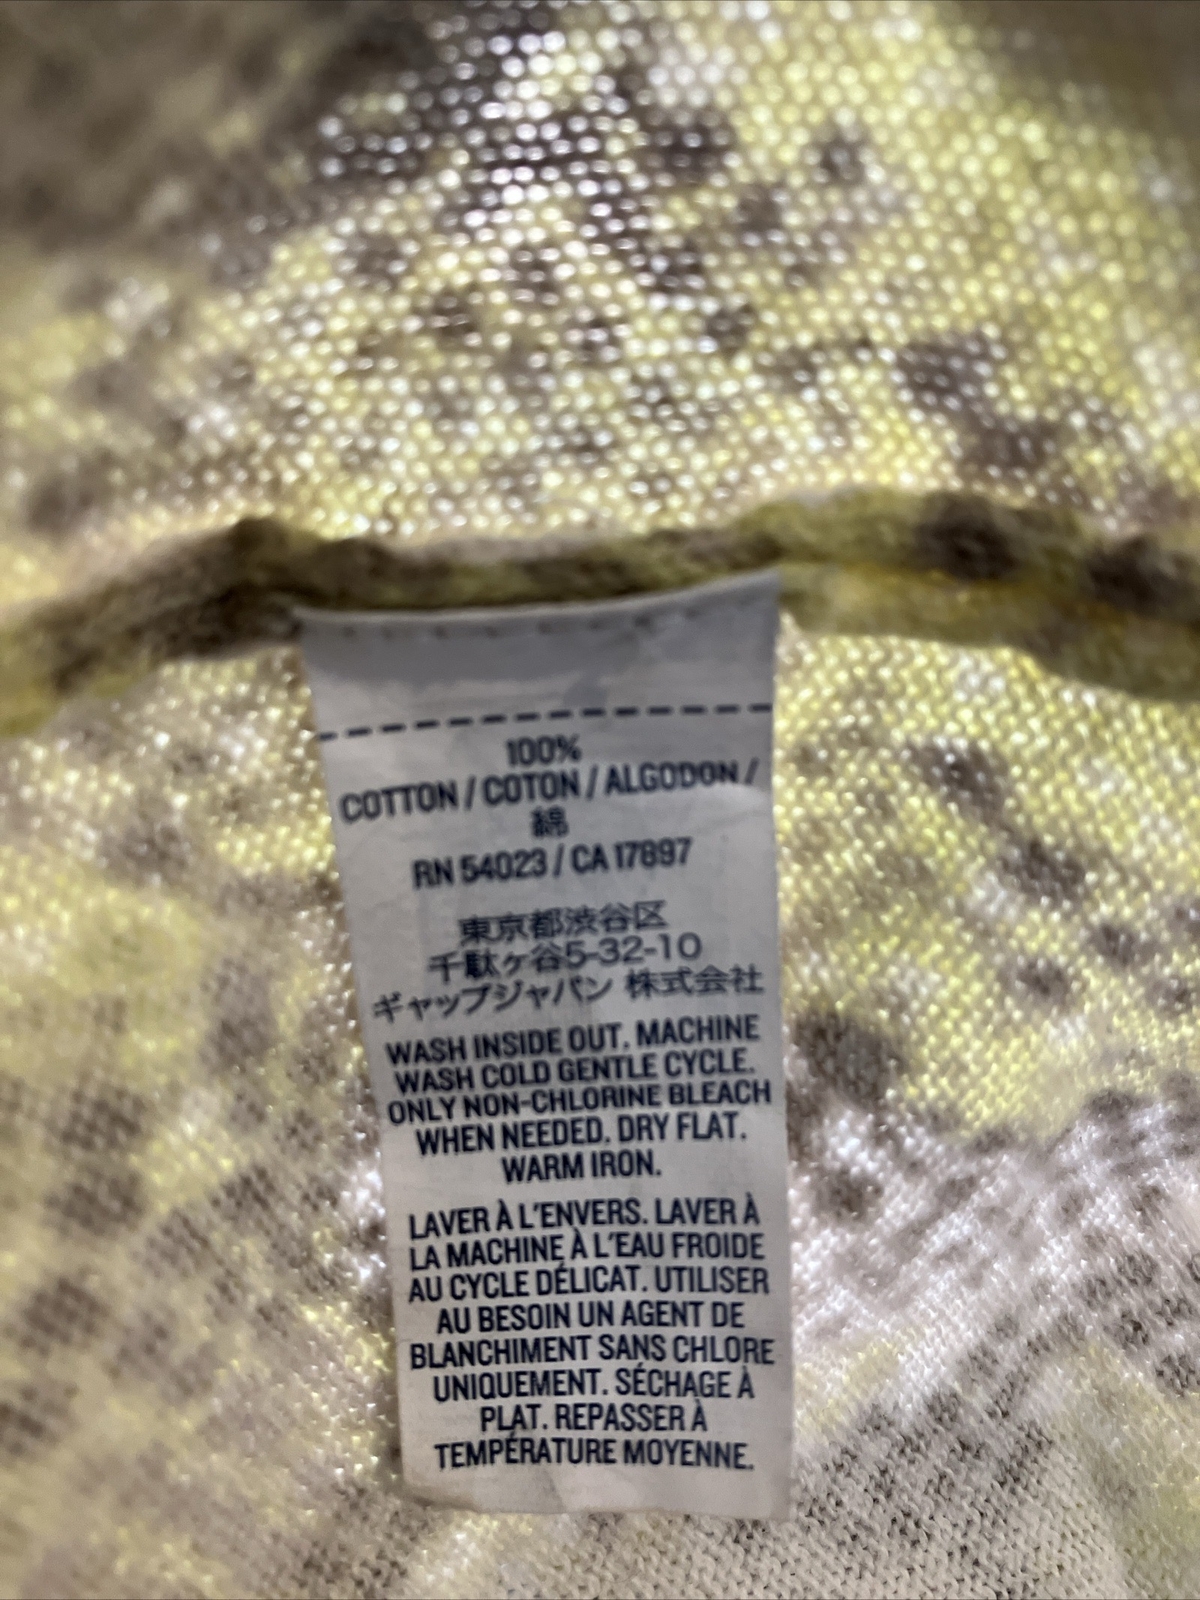 100%
COTTON / COTON / ALGODON /
綿
RN 54023 / CA 17897
東京都渋谷区
千駄ヶ谷5-32-10
ギャップジャパン 株式会社
WASH INSIDE OUT. MACHINE
WASH COLD GENTLE CYCLE.
ONLY NON-CHLORINE BLEACH
WHEN NEEDED. DRY FLAT.
WARM IRON.
LAVER À L'ENVERS. LAVER À
LA MACHINE À L'EAU FROIDE
AU CYCLE DÉLICAT. UTILISER
AU BESOIN UN AGENT DE
BLANCHIMENT SANS CHLORE
UNIQUEMENT. SÉCHAGE À
PLAT. REPASSER À
TEMPÉRATURE MOYENNE.